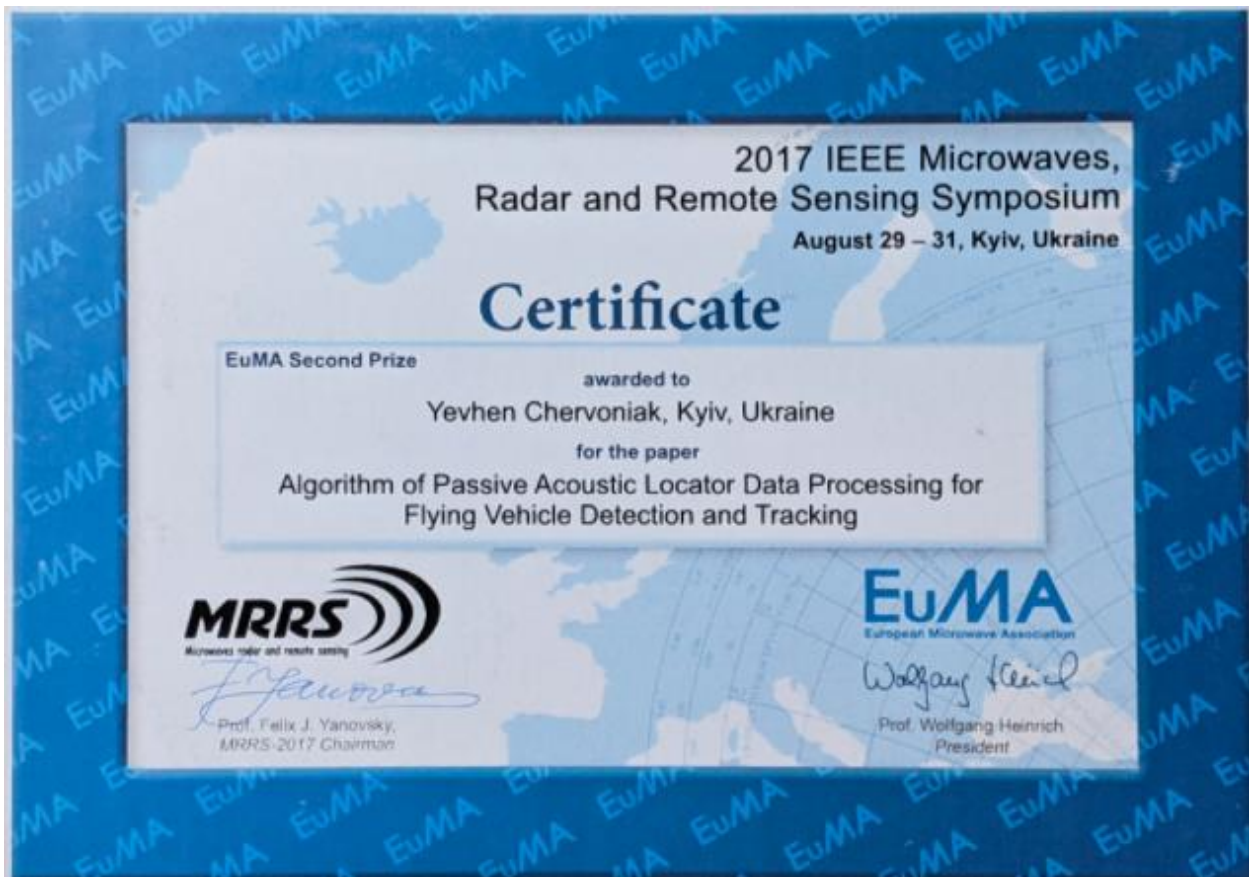 2017 IEEE Microwaves,
Radar and Remote Sensing Symposium
August 29 – 31, Kyiv, Ukraine
Certificate
EuMA Second Prize
awarded to
Yevhen Chervoniak, Kyiv, Ukraine
for the paper
Algorithm of Passive Acoustic Locator Data Processing for
Flying Vehicle Detection and Tracking
MRRS
Microwaves radar and remote sensing
Prof. Felix J. Yanovsky,
MRRS-2017 Chairman
EuMA
European Microwave Association
Wolfgang Heinrich
Prof. Wolfgang Heinrich
President